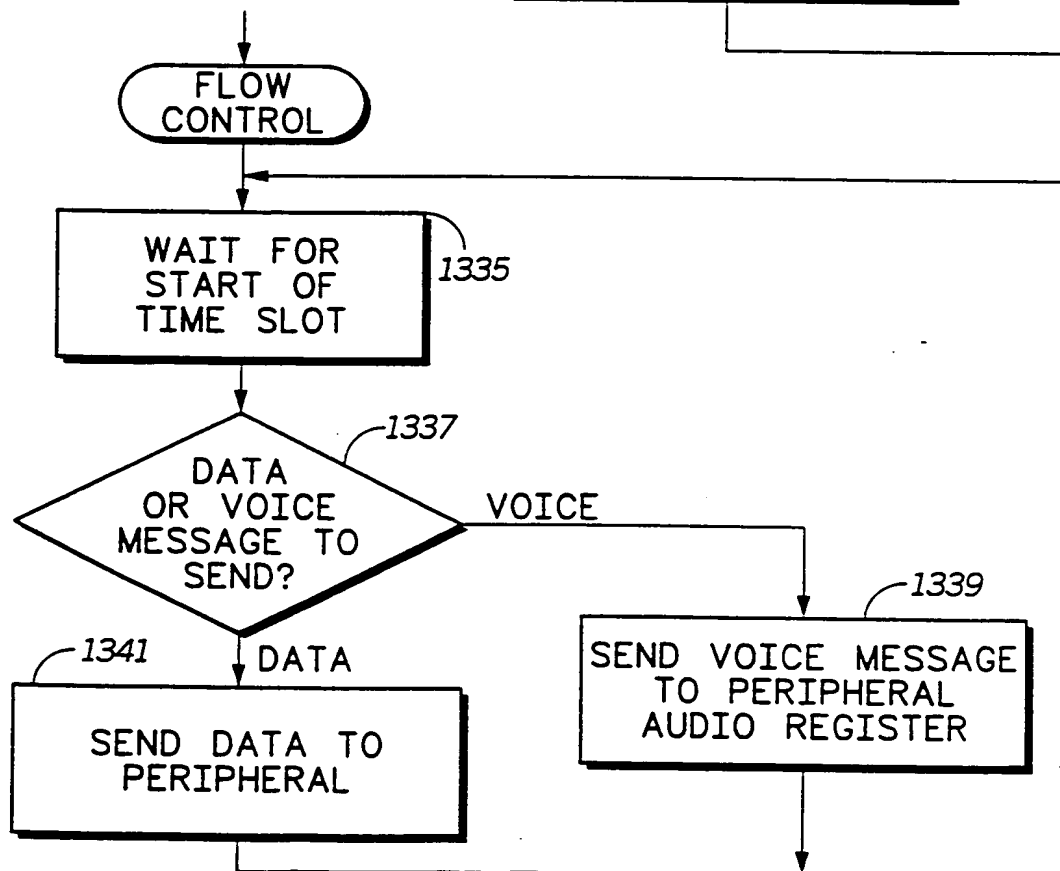 FLOW
CONTROL
WAIT FOR
START OF
TIME SLOT
1335
1337
DATA
OR VOICE
MESSAGE TO
SEND?
VOICE
DATA
1339
SEND VOICE MESSAGE
TO PERIPHERAL
AUDIO REGISTER
1341
SEND DATA TO
PERIPHERAL